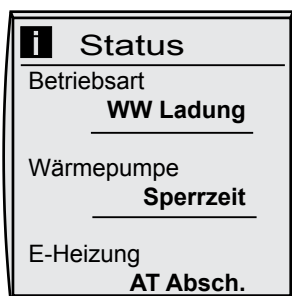 i Status
Betriebsart
WW Ladung
Wärmepumpe
Sperrzeit
E-Heizung
AT Absch.